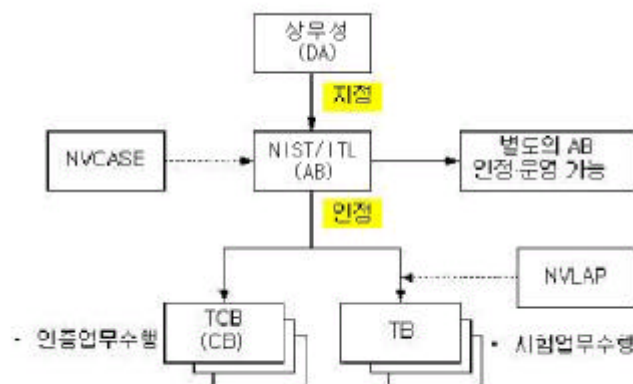 상무성
(DA)
지정
NVCASE
NIST/ITL
(AB)
별도의 AB
인정·운영 가능
인정
NVLAP
- 인증업무수행
TCB
(CB)
TB
• 시험업무수행